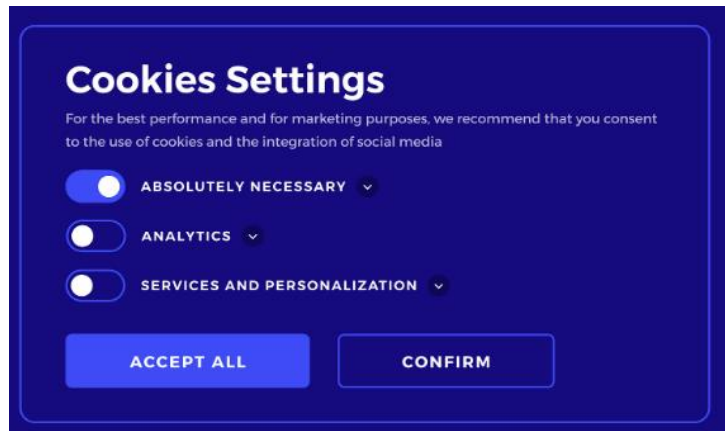 Cookies Settings
For the best performance and for marketing purposes, we recommend that you consent
to the use of cookies and the integration of social media
ABSOLUTELY NECESSARY
ANALYTICS
SERVICES AND PERSONALIZATION
ACCEPT ALL
CONFIRM